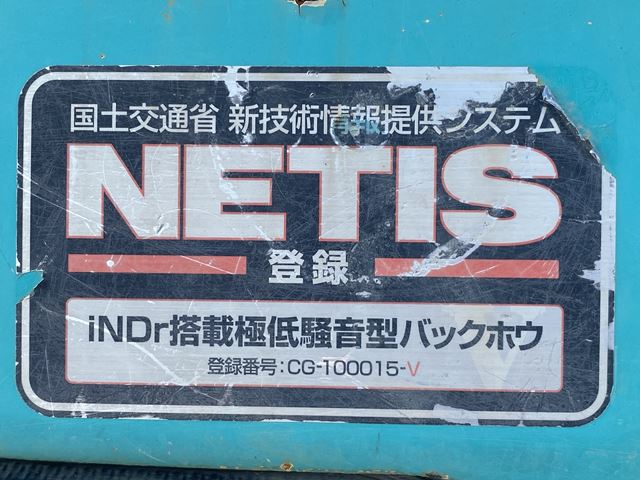 国土交通省 新技術情報提供システム
NETIS
登録
iNDr搭載極低騒音型バックホウ
登録番号:CG-100015-V